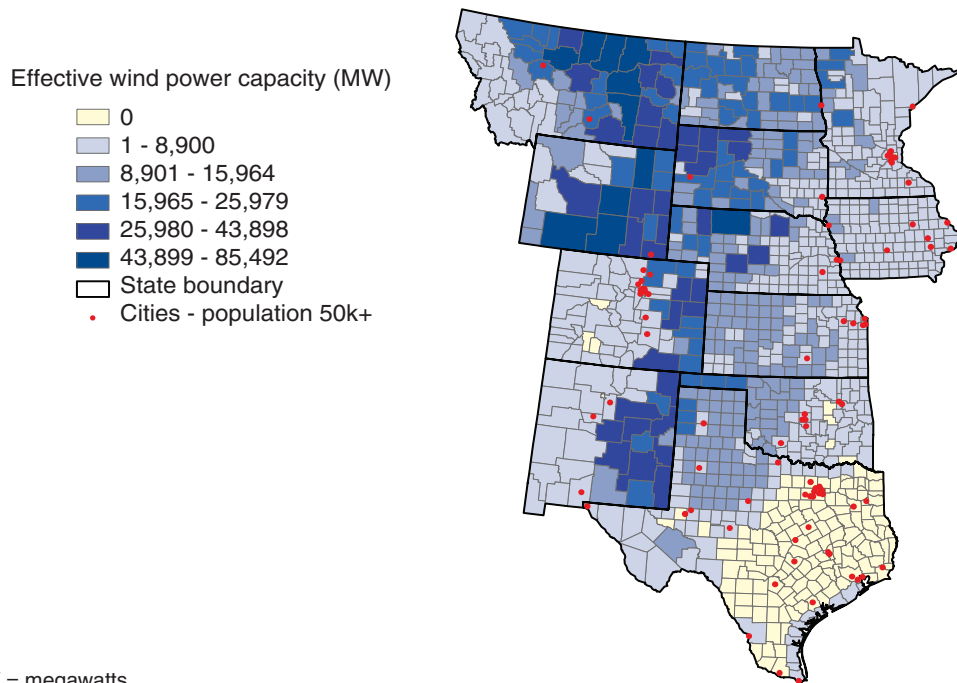 Effective wind power capacity (MW)
0
1 - 8,900
8,901 - 15,964
15,965 - 25,979
25,980 - 43,898
43,899 - 85,492
State boundary
Cities - population 50k+
= megawatts